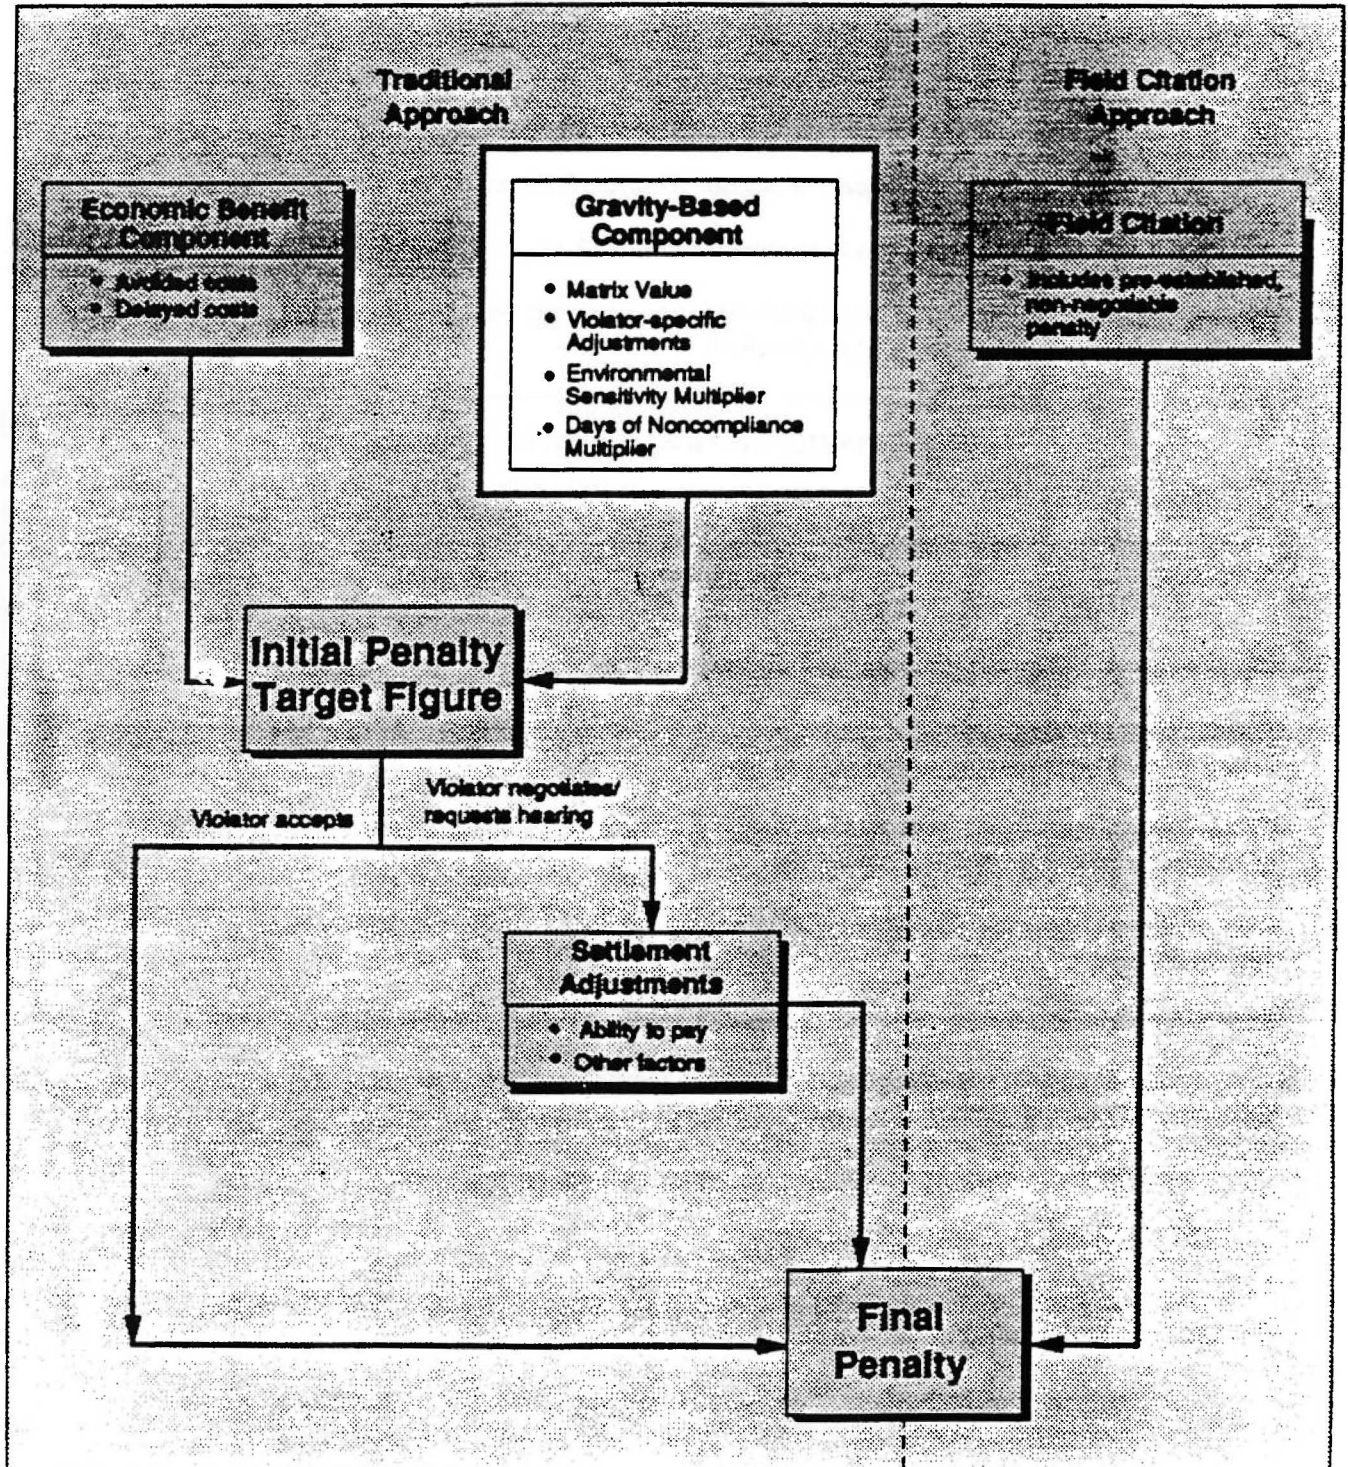 Traditional
Approach
Field Citation
Approach
Economic Benefit
Component
• Avoided costs
• Delayed costs
Gravity-Based
Component
• Matrix Value
• Violator-specific
Adjustments
• Environmental
Sensitivity Multiplier
• Days of Noncompliance
Multiplier
Field Citation
• Includes pre-established,
non-negotiable
penalty
Initial Penalty
Target Figure
Violator accepts
Violator negotiates/
requests hearing
Settlement
Adjustments
• Ability to pay
• Other factors
Final
Penalty